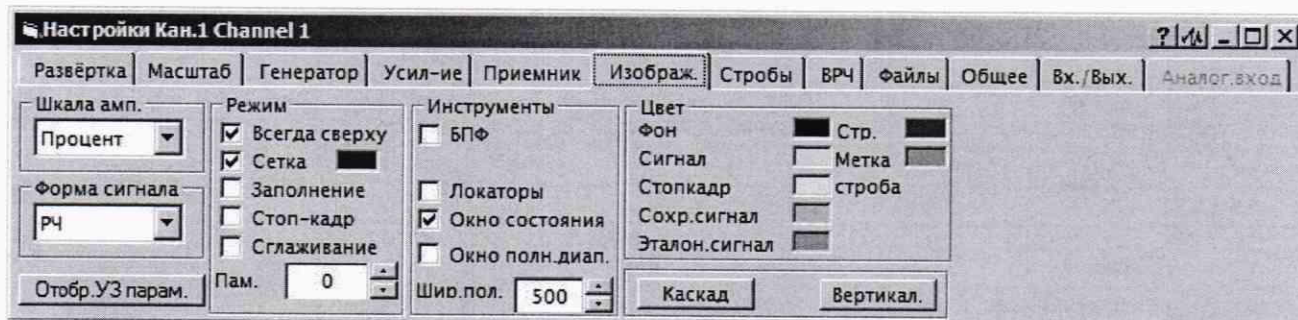 Настройки Кан.1 Channel 1
Развёртка Масштаб Генератор Усил-ие Приемник Изображ. Стробы ВРЧ Файлы Общее Вх./Вых. Аналог.вход
Шкала амп. Режим Инструменты Цвет
Процент Всегда сверху БПФ Фон Стр.
Сетка Сигнал Метка
Форма сигнала Заполнение Локаторы Стопкадр строба
РЧ Стоп-кадр Окно состояния Сохр.сигнал
Сглаживание Окно полн.диап. Эталон.сигнал
Отобр.УЗ парам. Пам. 0 Шир.пол. 500 Каскад Вертикал.